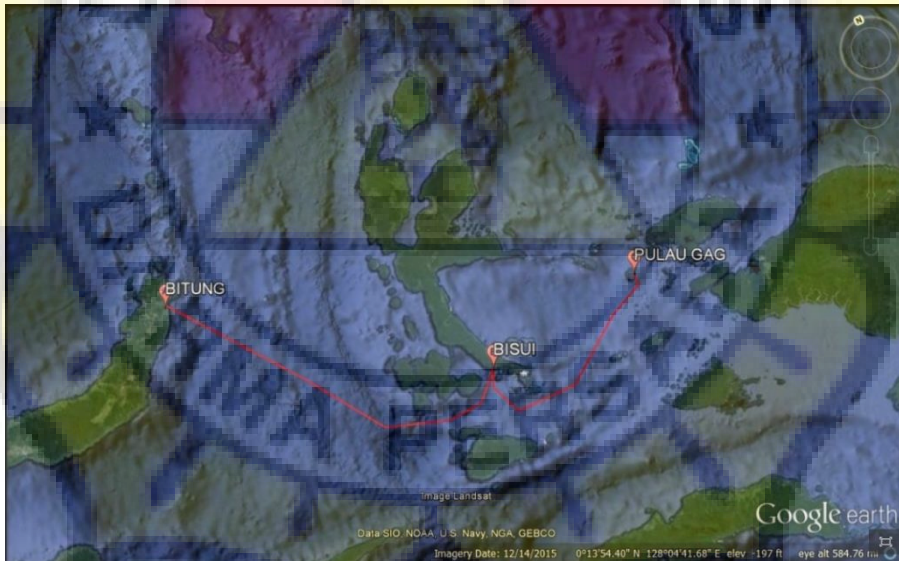 N
PULAU GAG
BITUNG
BISUI
Image Landsat
Google earth
Data SIO, NOAA, U.S. Navy, NGA, GEBCO
Imagery Date: 12/14/2015 0°13'54.40" N 128°04'41.68" E elev -197 ft eye alt 584.76 mi